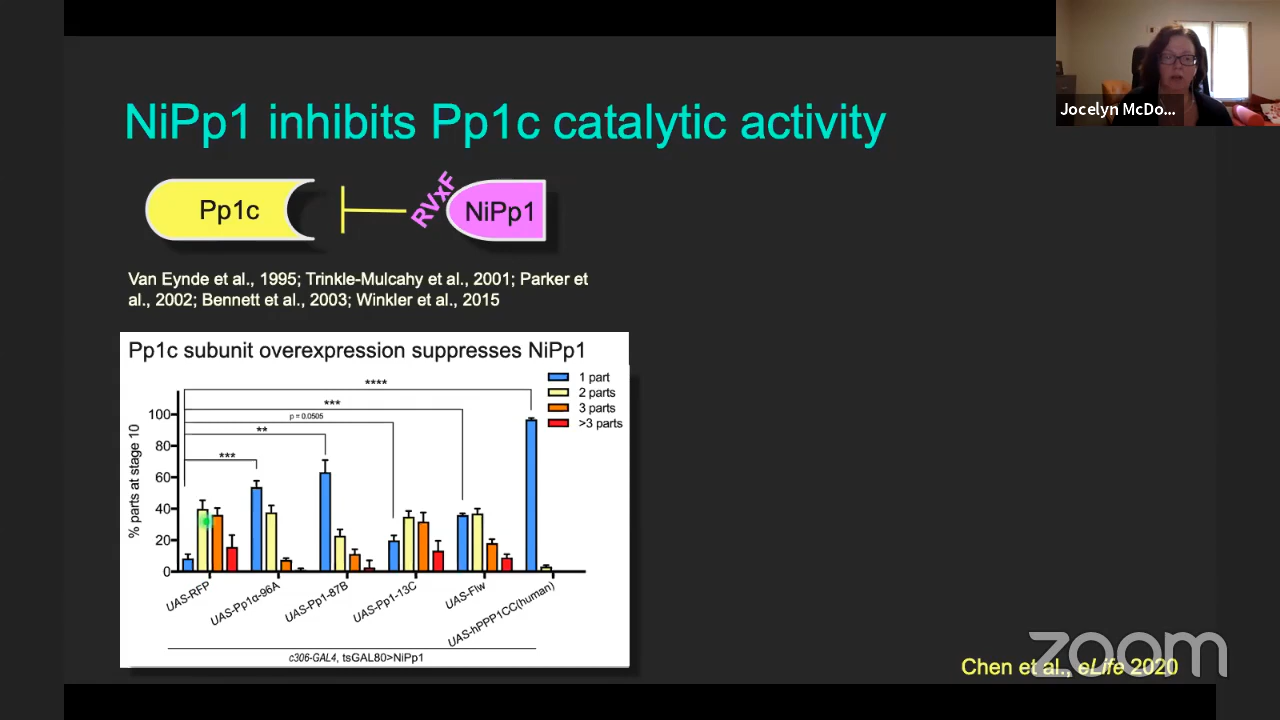 NiPp1 inhibits Pp1c catalytic activity
Jocelyn McDo...
Pp1c
RVxF
NiPp1
Van Eynde et al., 1995; Trinkle-Mulcahy et al., 2001; Parker et
al., 2002; Bennett et al., 2003; Winkler et al., 2015
Pp1c subunit overexpression suppresses NiPp1
1 part
2 parts
3 parts
>3 parts
****
***
p = 0.0505
**
***
% parts at stage 10
100
80
60
40
20
0
UAS-RFP
UAS-Pp1α-96A
UAS-Pp1-87B
UAS-Pp1-13C
UAS-Flw
UAS-hPPP1CC(human)
c306-GAL4, tsGAL80>NiPp1
zoom
Chen et al., eLife 2020